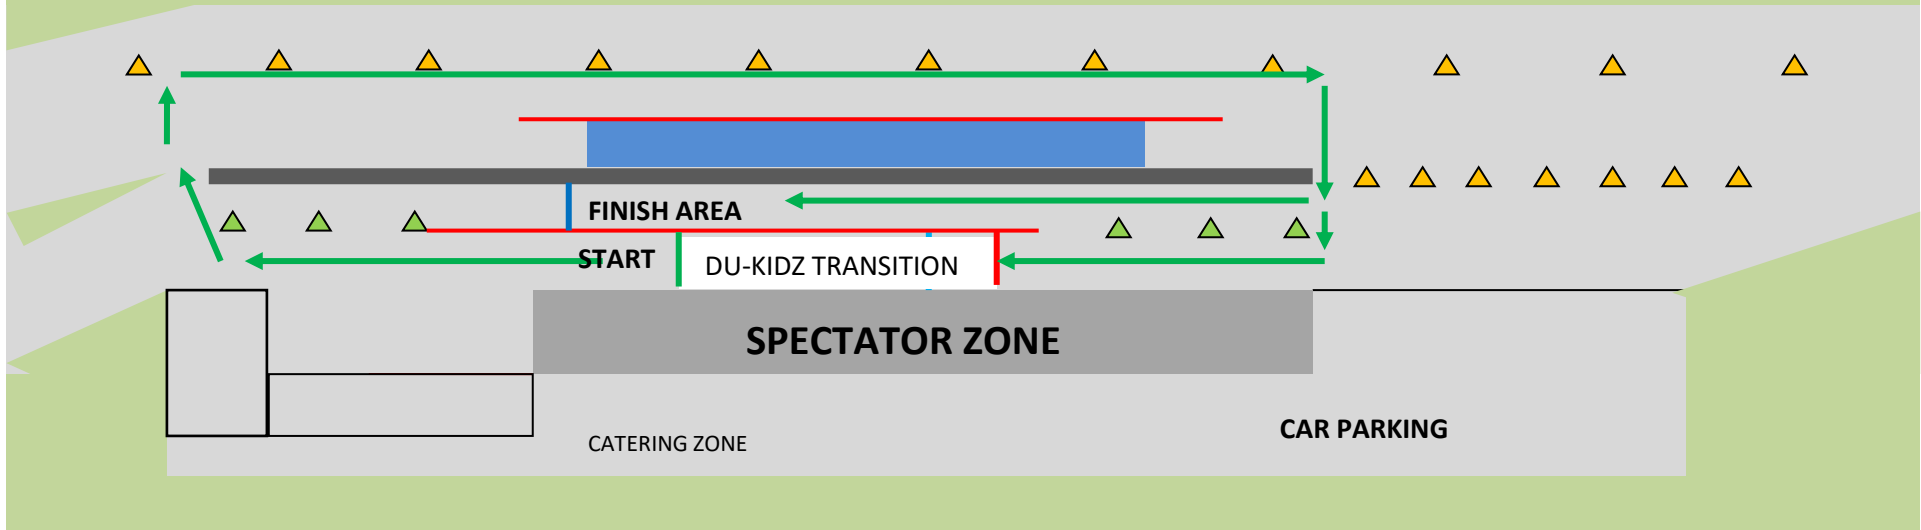 FINISH AREA
START
DU-KIDZ TRANSITION
SPECTATOR ZONE
CAR PARKING
CATERING ZONE